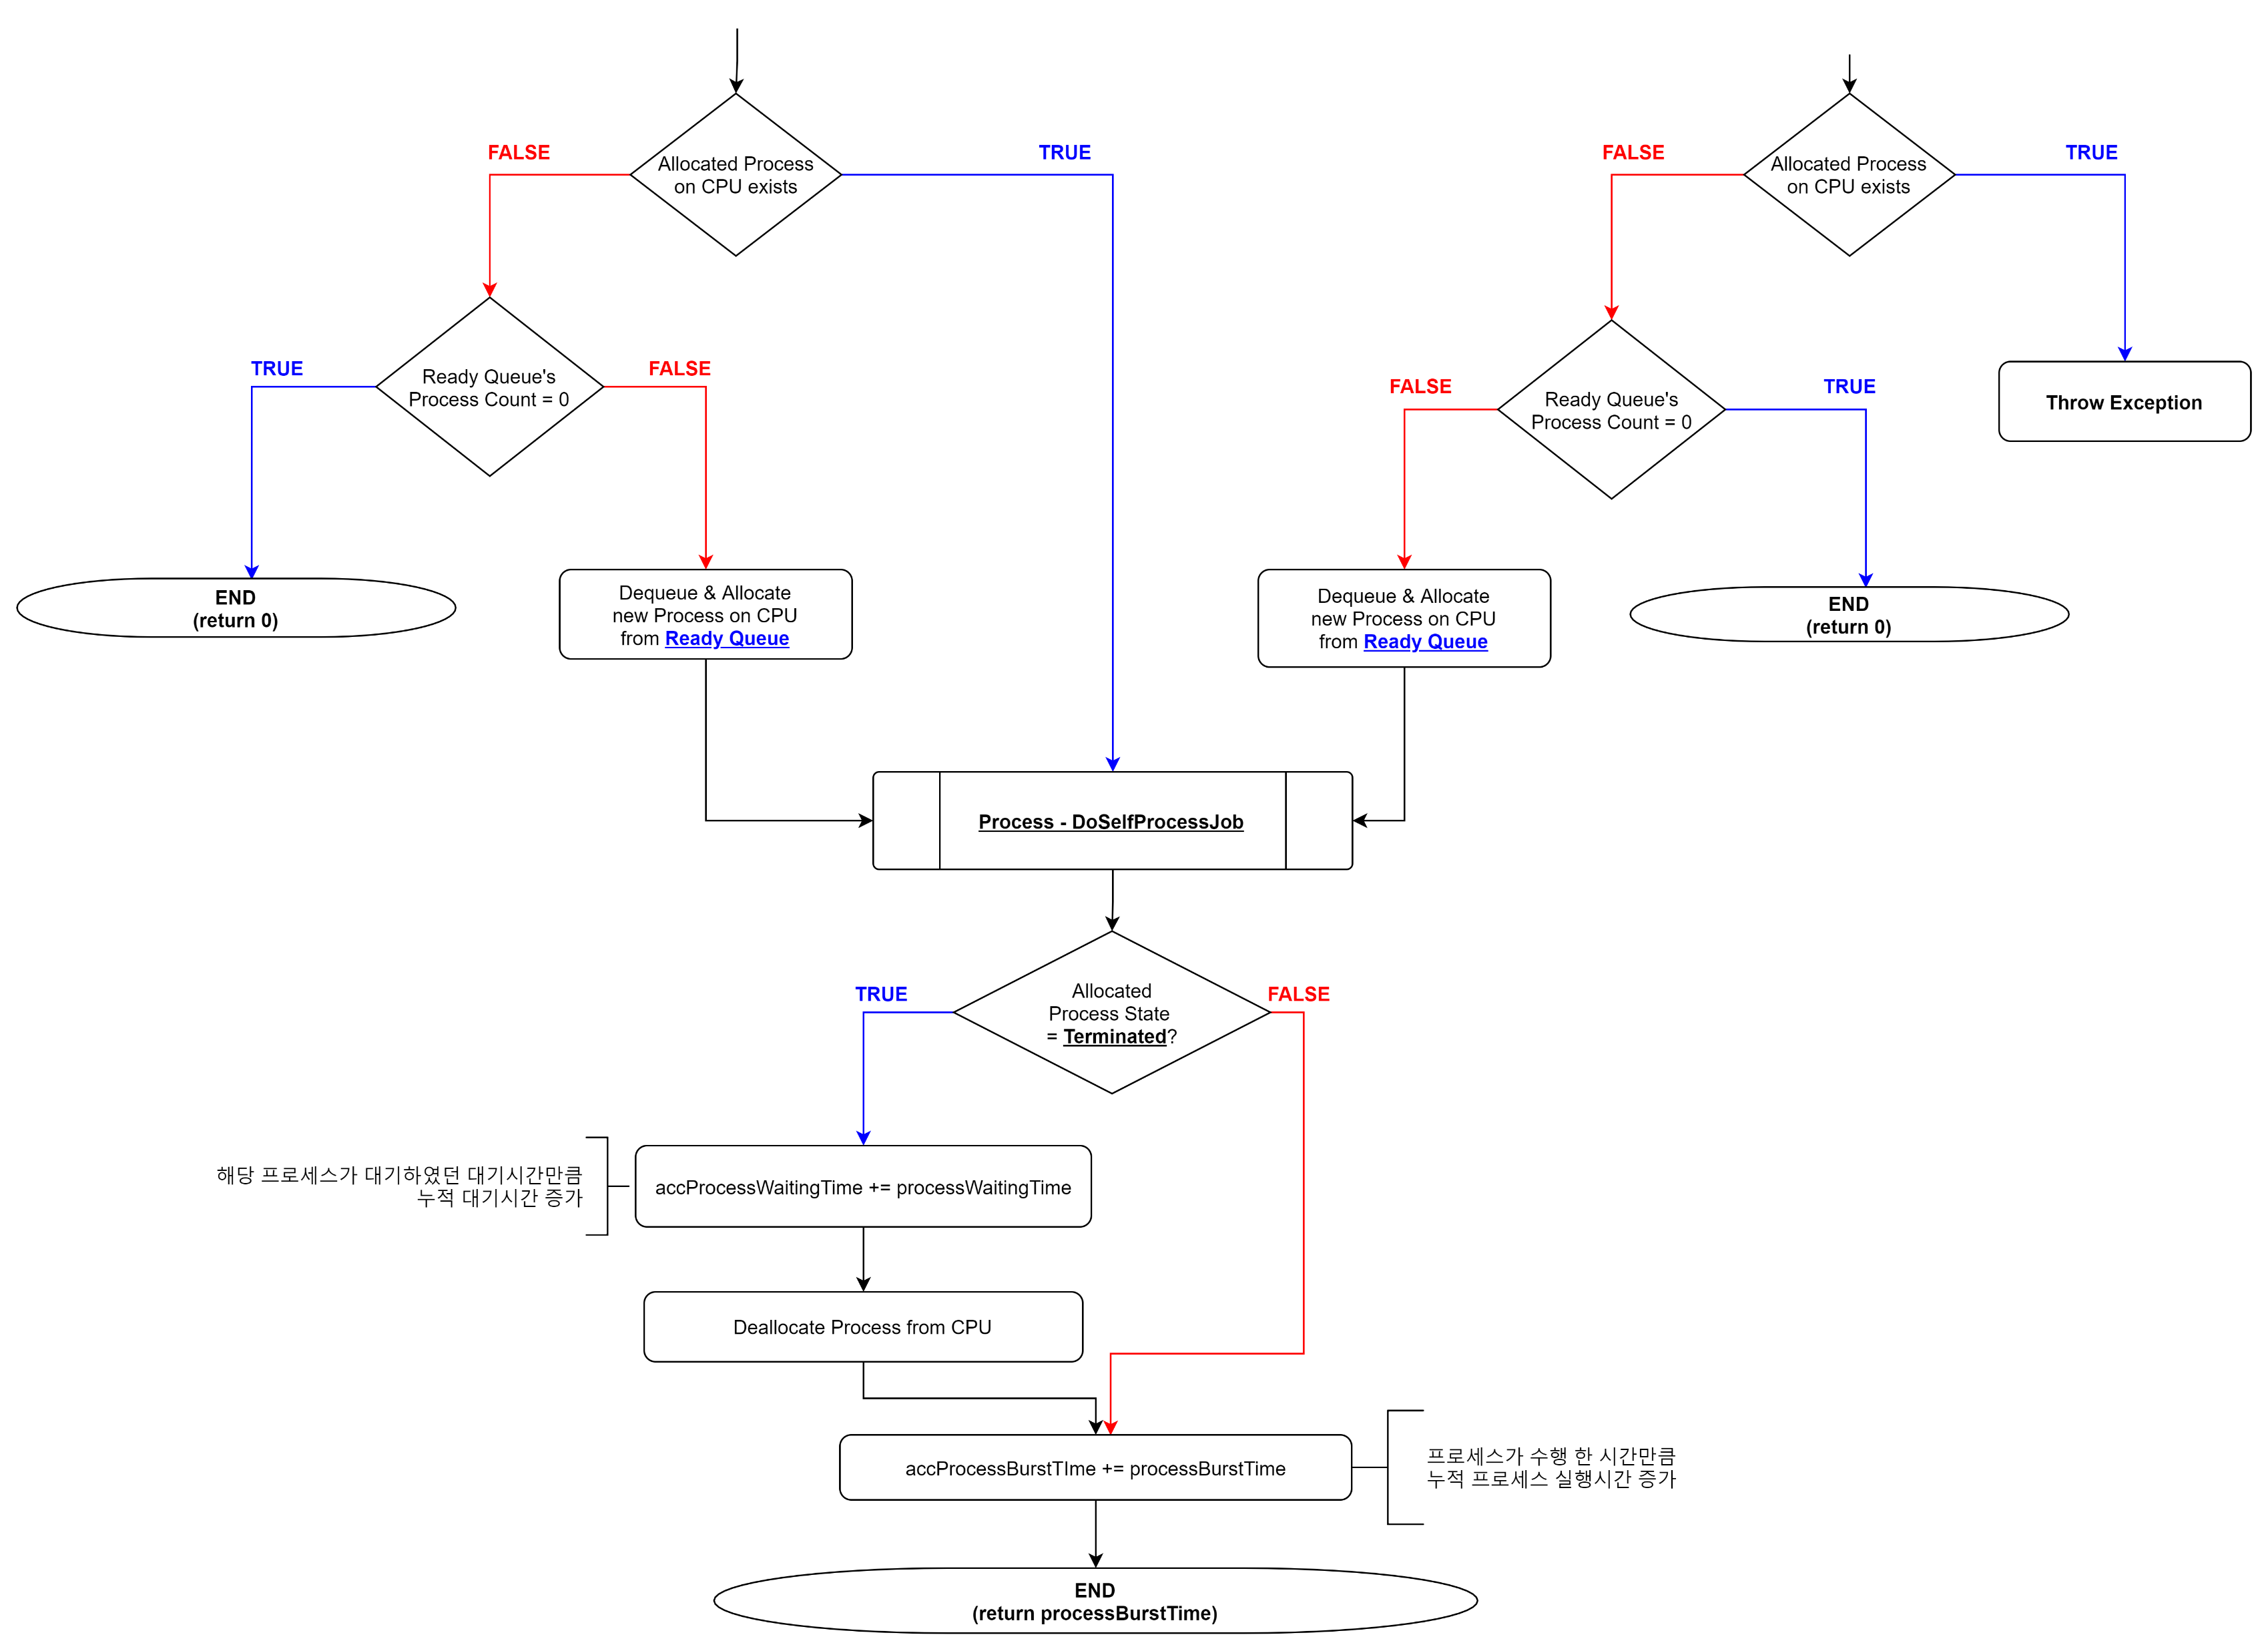 FALSE
TRUE
Allocated Process
on CPU exists
FALSE
TRUE
Allocated Process
on CPU exists
TRUE
FALSE
Ready Queue's
Process Count = 0
FALSE
TRUE
Ready Queue's
Process Count = 0
Throw Exception
END
(return 0)
Dequeue & Allocate
new Process on CPU
from Ready Queue
Dequeue & Allocate
new Process on CPU
from Ready Queue
END
(return 0)
Process - DoSelfProcessJob
TRUE
FALSE
Allocated
Process State
= Terminated?
해당 프로세스가 대기하였던 대기시간만큼
누적 대기시간 증가
accProcessWaitingTime += processWaitingTime
Deallocate Process from CPU
accProcessBurstTIme += processBurstTime
프로세스가 수행 한 시간만큼
누적 프로세스 실행시간 증가
END
(return processBurstTime)